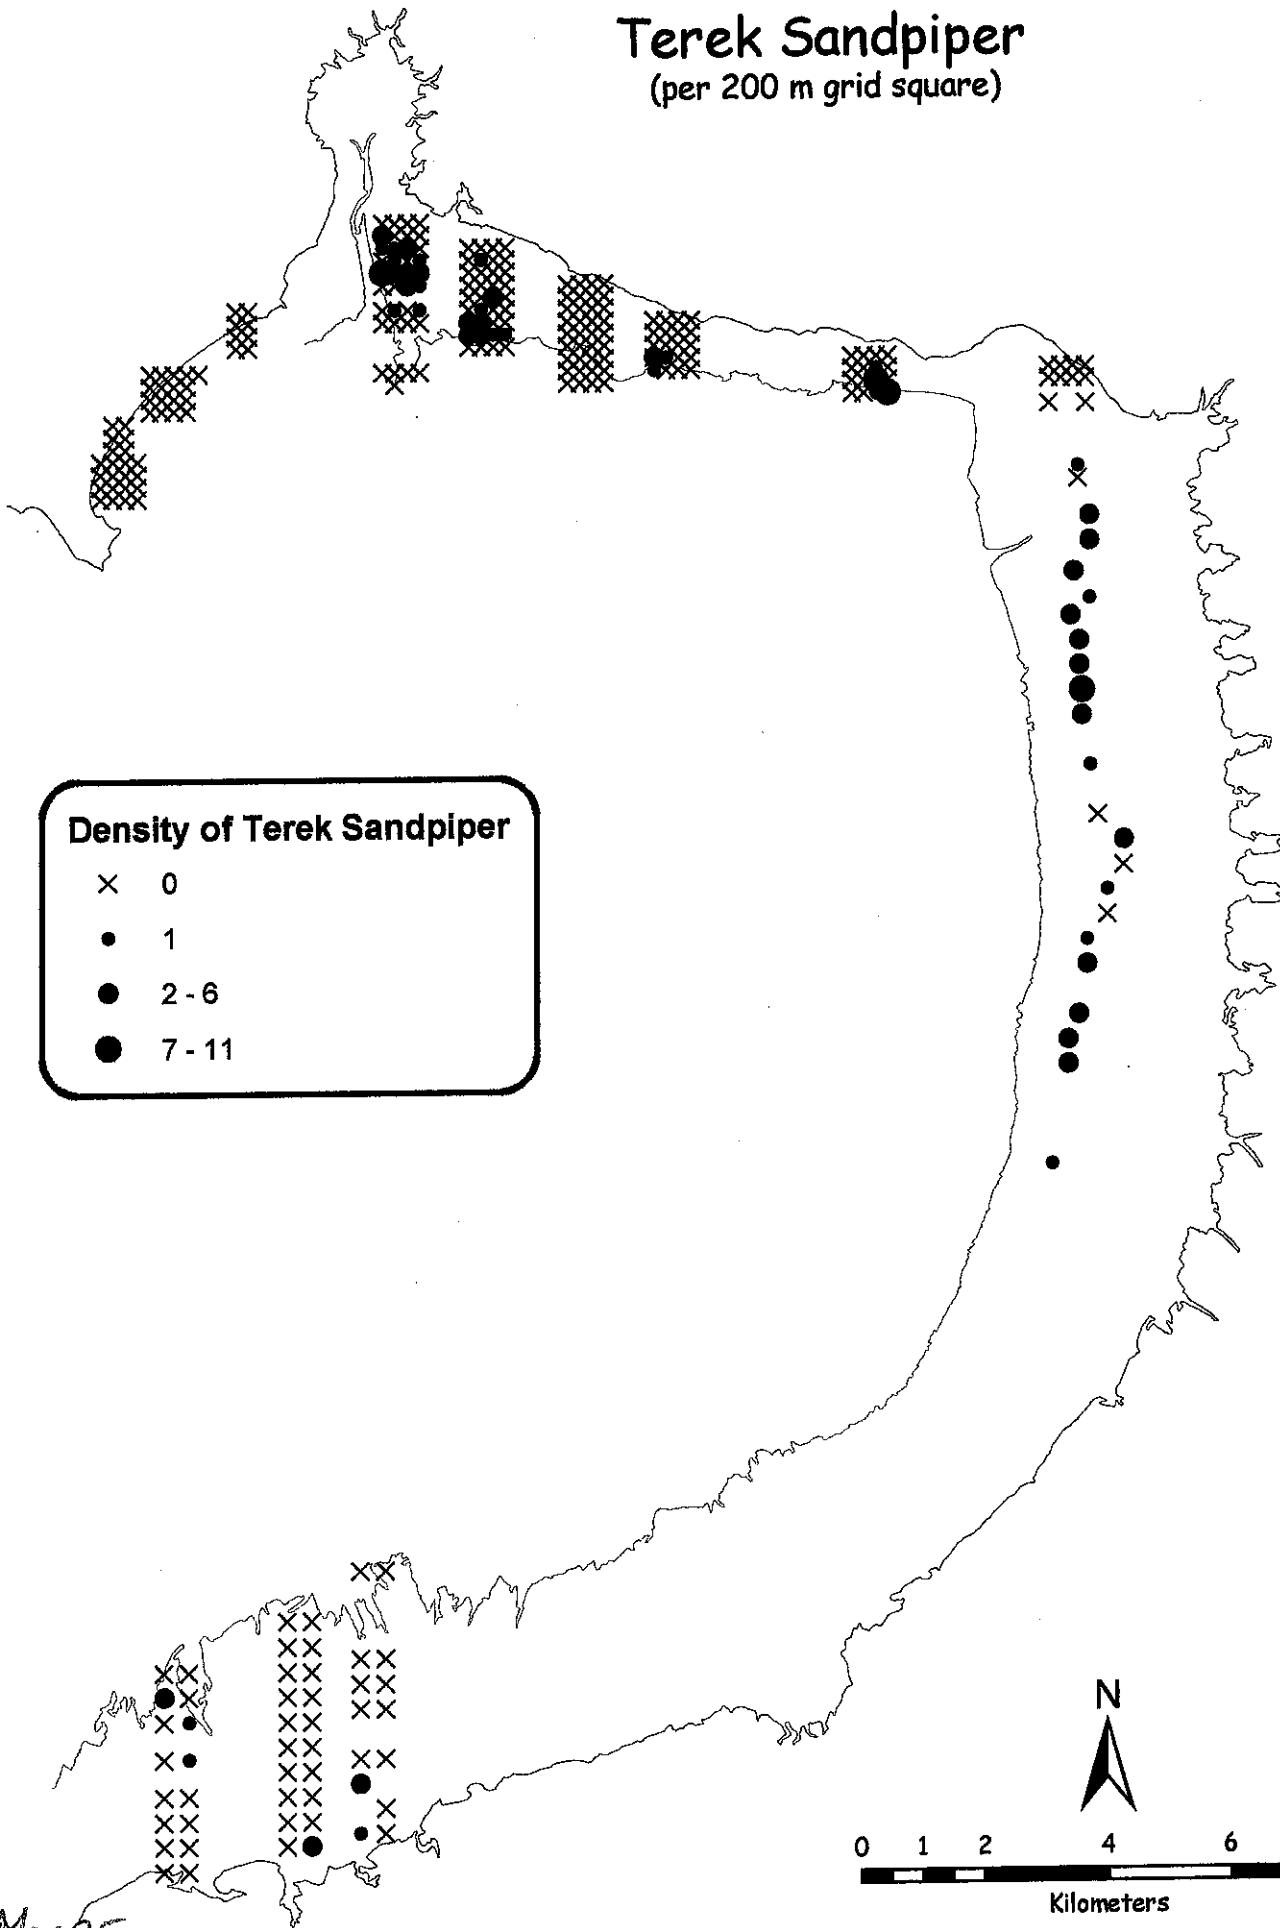 Terek Sandpiper
(per 200 m grid square)
Density of Terek Sandpiper
0
1
2 - 6
7 - 11
N
0 1 2 4 6
Kilometers